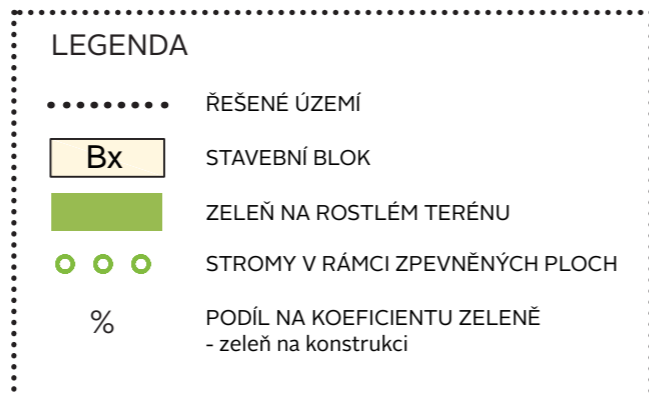 LEGENDA
ŘEŠENÉ ÚZEMÍ
Bx STAVEBNÍ BLOK
ZELEŇ NA ROSTLÉM TERÉNU
STROMY V RÁMCI ZPEVNĚNÝCH PLOCH
% PODÍL NA KOEFICIENTU ZELENĚ
- zeleň na konstrukci